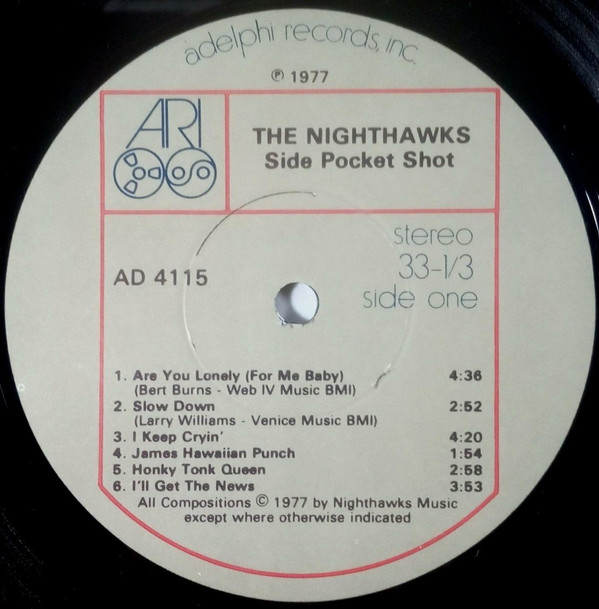 adelphi records, inc.
℗ 1977
ARI
THE NIGHTHAWKS
Side Pocket Shot
stereo
33-1/3
side one
AD 4115
1. Are You Lonely (For Me Baby) 4:36
(Bert Burns - Web IV Music BMI)
2. Slow Down 2:52
(Larry Williams - Venice Music BMI)
3. I Keep Cryin' 4:20
4. James Hawaiian Punch 1:54
5. Honky Tonk Queen 2:58
6. I'll Get The News 3:53
All Compositions © 1977 by Nighthawks Music
except where otherwise indicated